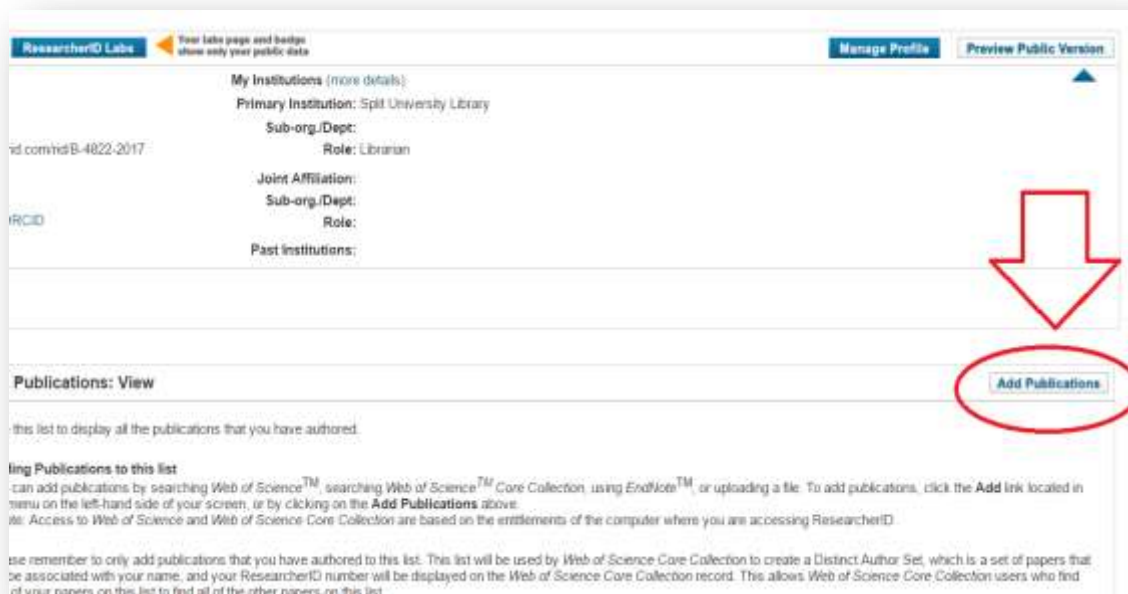 ResearcherID Labs
Your labs page and badge
show only your public data
Manage Profile
Preview Public Version
My Institutions (more details)
Primary Institution: Split University Library
Sub-org./Dept:
rid.com/rid/B-4822-2017
Role: Librarian
Joint Affiliation:
Sub-org./Dept:
ORCID
Role:
Past Institutions:
Publications: View
Add Publications
this list to display all the publications that you have authored.
ling Publications to this list
can add publications by searching Web of Science™, searching Web of Science™ Core Collection, using EndNote™, or uploading a file. To add publications, click the Add link located in
menu on the left-hand side of your screen, or by clicking on the Add Publications above.
ote: Access to Web of Science and Web of Science Core Collection are based on the entitlements of the computer where you are accessing ResearcherID.
ase remember to only add publications that you have authored to this list. This list will be used by Web of Science Core Collection to create a Distinct Author Set, which is a set of papers that
be associated with your name, and your ResearcherID number will be displayed on the Web of Science Core Collection record. This allows Web of Science Core Collection users who find
of your papers on this list to find all of the other papers on this list.